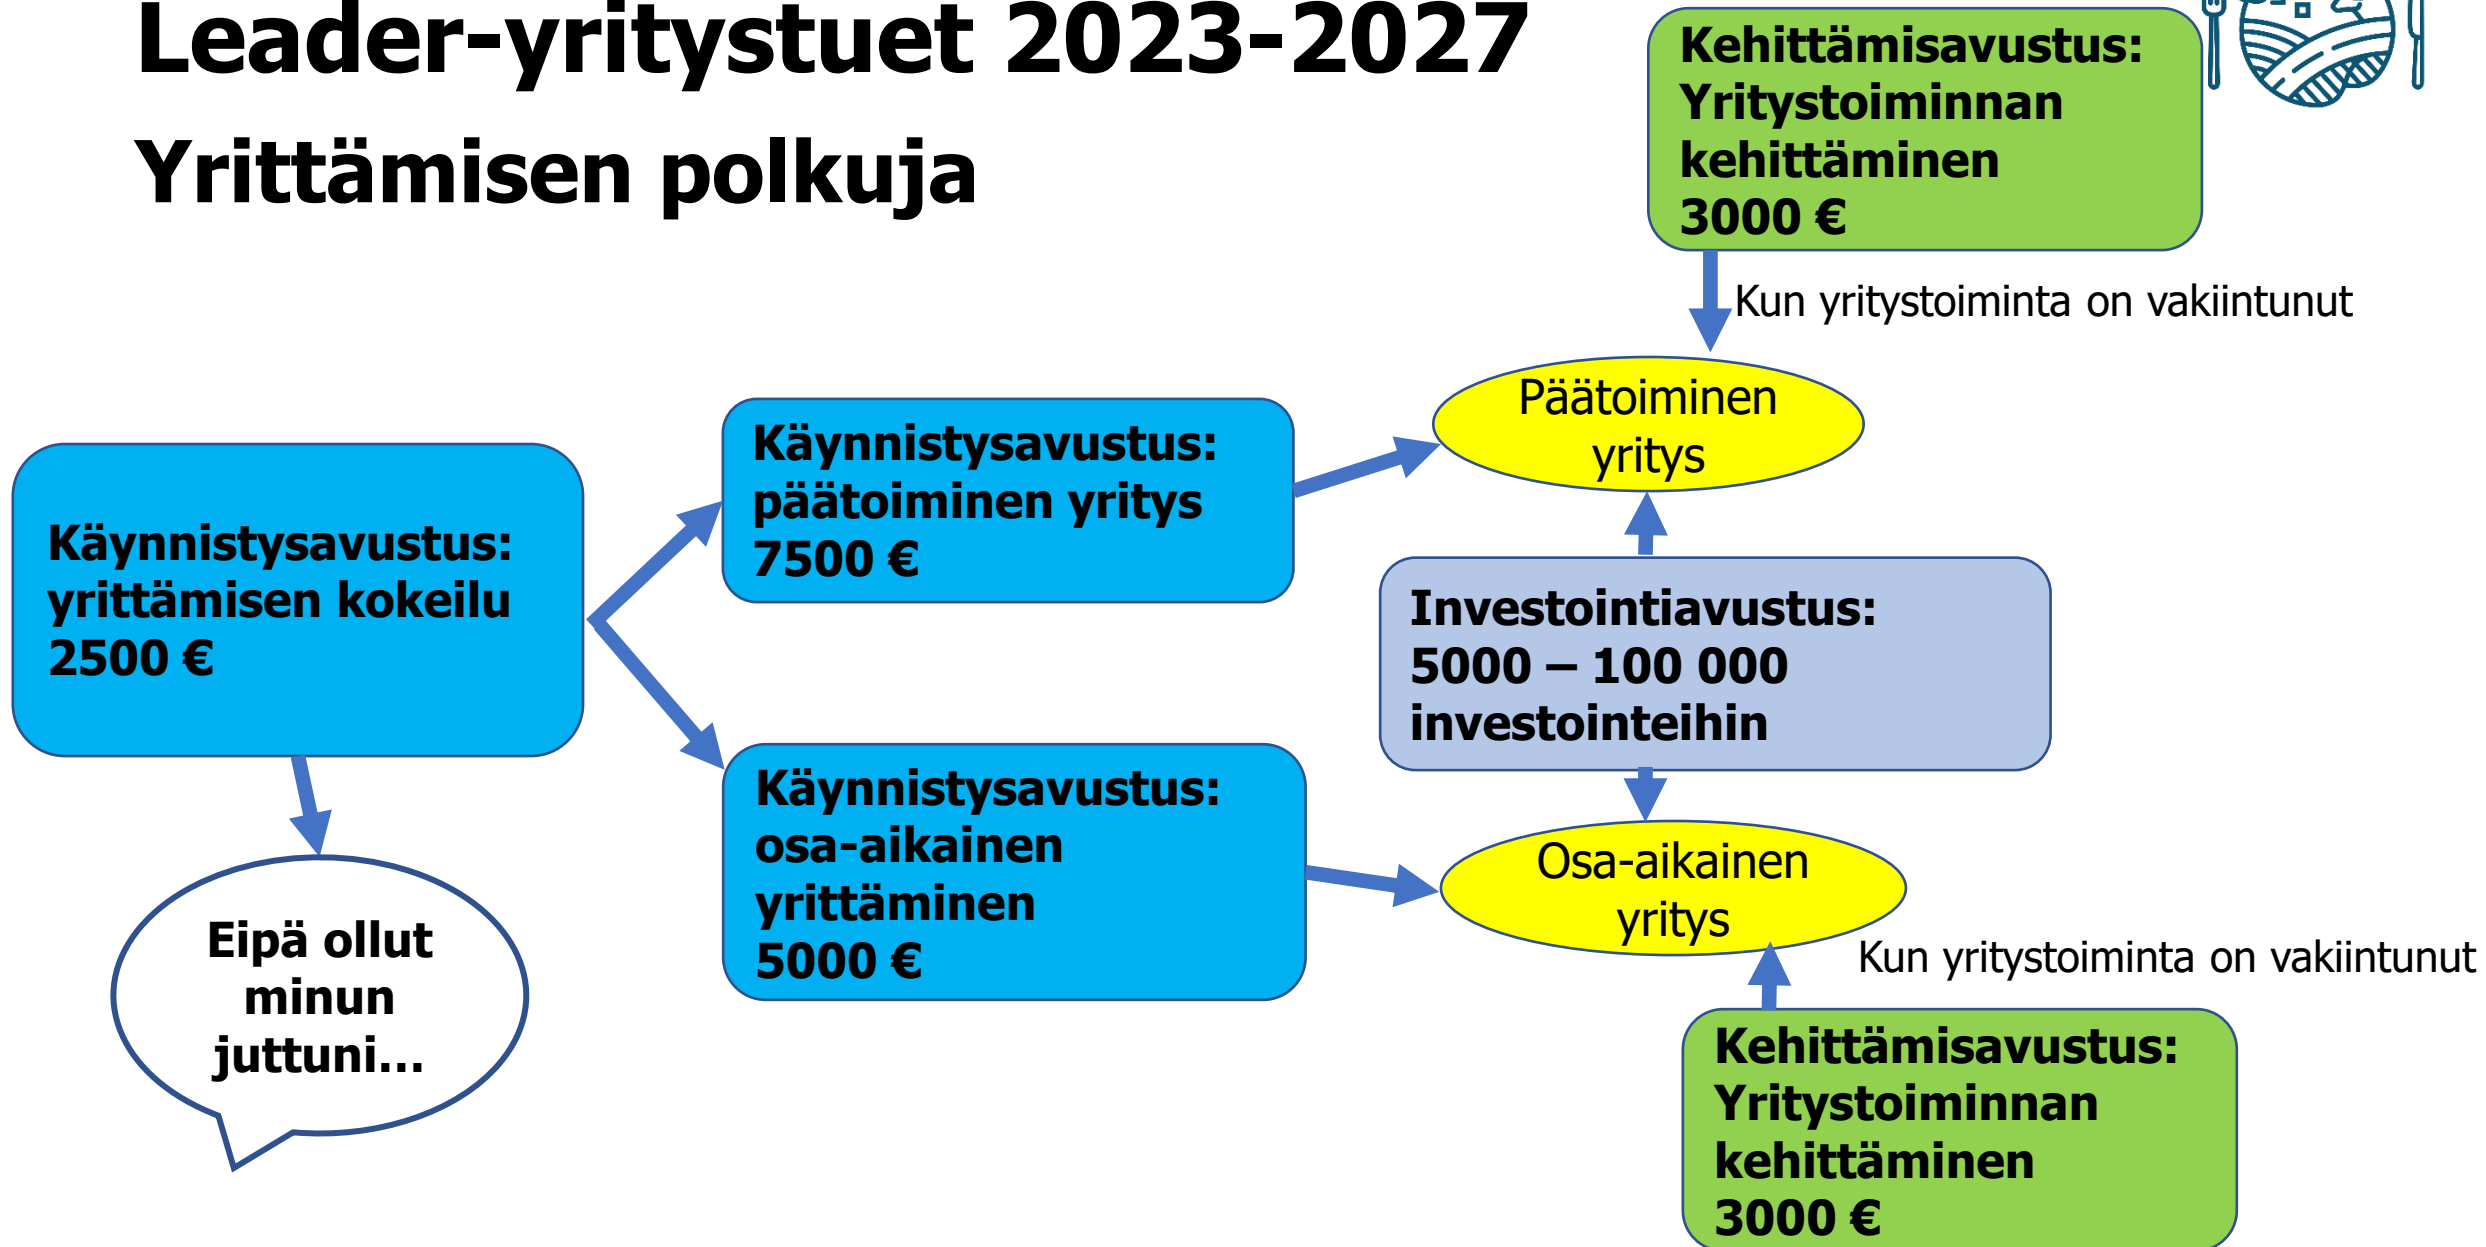 Leader-yritystuet 2023-2027
Yrittämisen polkuja
Kehittämisavustus:
Yritystoiminnan
kehittäminen
3000 €
Kun yritystoiminta on vakiintunut
Päätoiminen
yritys
Käynnistysavustus:
päätoiminen yritys
7500 €
Käynnistysavustus:
yrittämisen kokeilu
2500 €
Investointiavustus:
5000 – 100 000
investointeihin
Käynnistysavustus:
osa-aikainen
yrittäminen
5000 €
Osa-aikainen
yritys
Eipä ollut
minun
juttuni...
Kun yritystoiminta on vakiintunut
Kehittämisavustus:
Yritystoiminnan
kehittäminen
3000 €